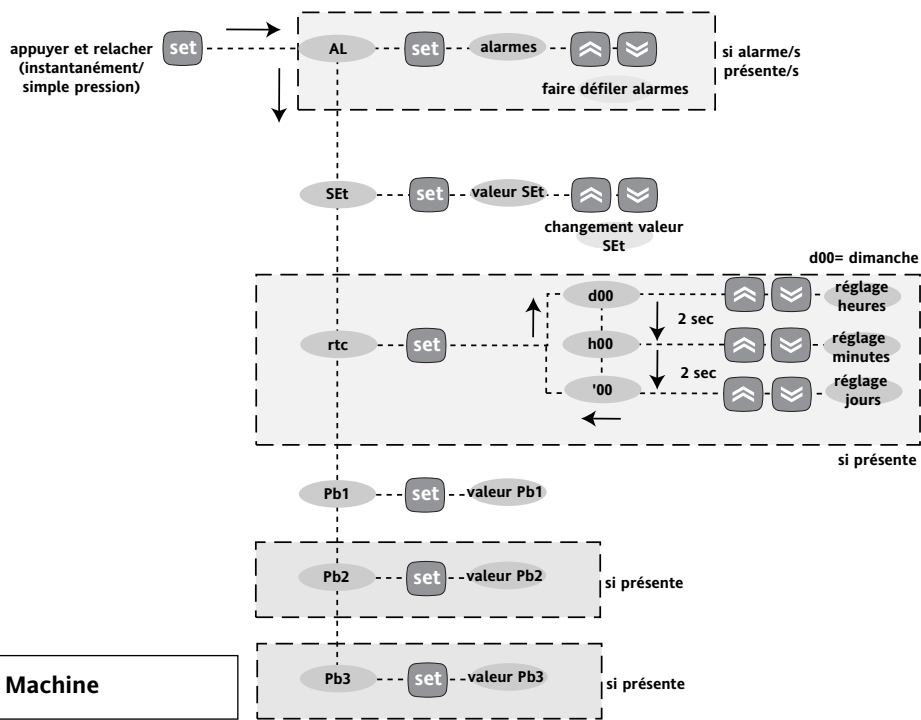 appuyer et relacher
(instantanément/
simple pression)
set
AL
set
alarmes
faire défiler alarmes
si alarme/s
présente/s
SEt
set
valeur SEt
changement valeur
SEt
d00= dimanche
rtc
set
d00
réglage
heures
2 sec
h00
réglage
minutes
2 sec
'00
réglage
jours
si présente
Pb1
set
valeur Pb1
Pb2
set
valeur Pb2
si présente
Machine
Pb3
set
valeur Pb3
si présente